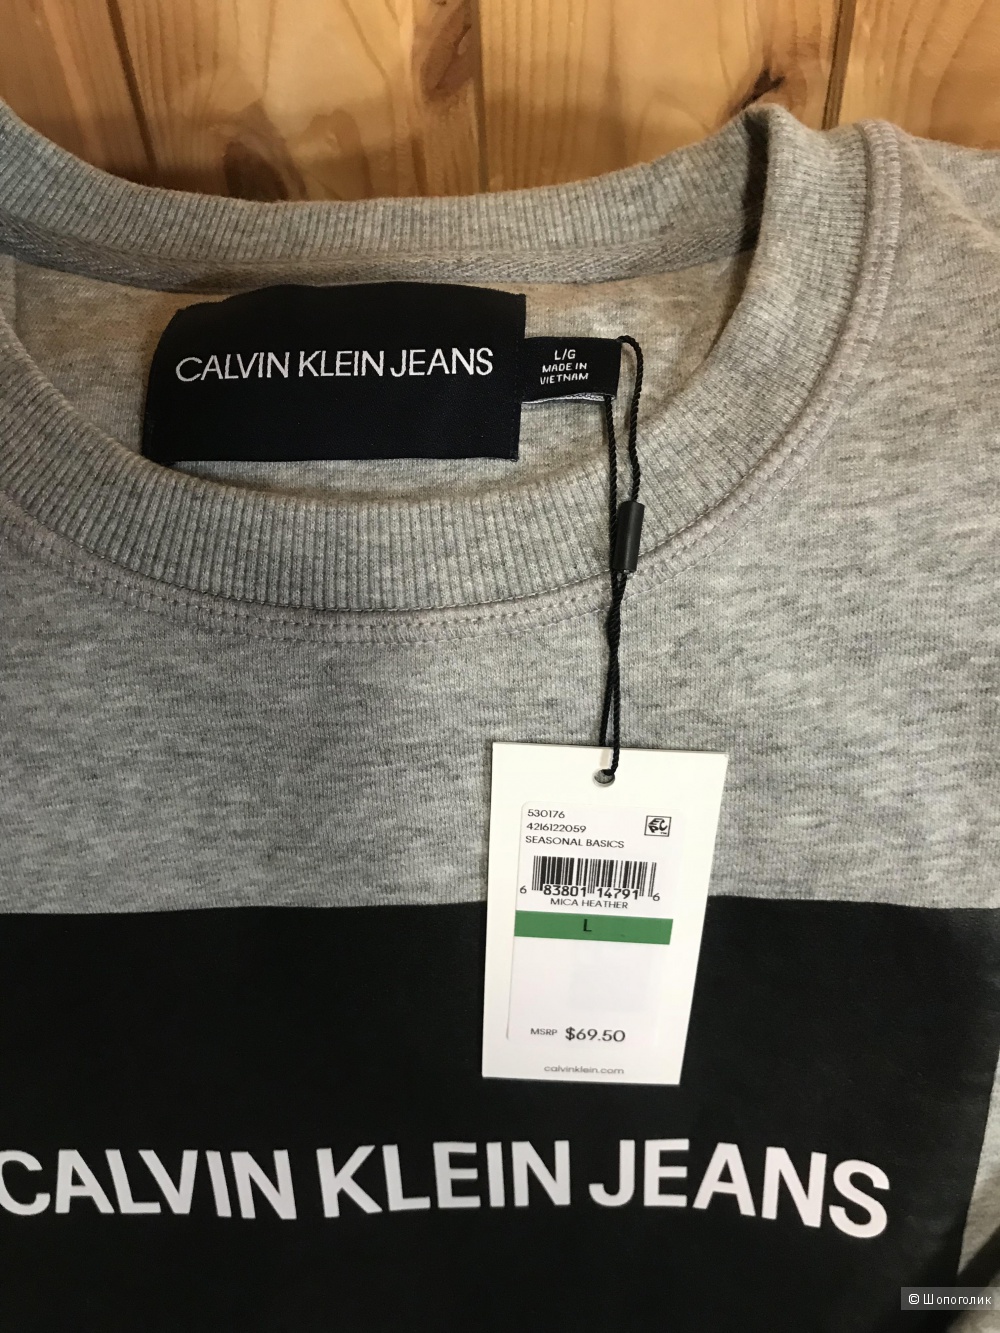 CALVIN KLEIN JEANS
L/G
MADE IN
VIETNAM
530176
4216122059
SEASONAL BASICS
6 83801 14791 6
MICA HEATHER
L
MSRP $69.50
calvinklein.com
CALVIN KLEIN JEANS
© Шопоголик